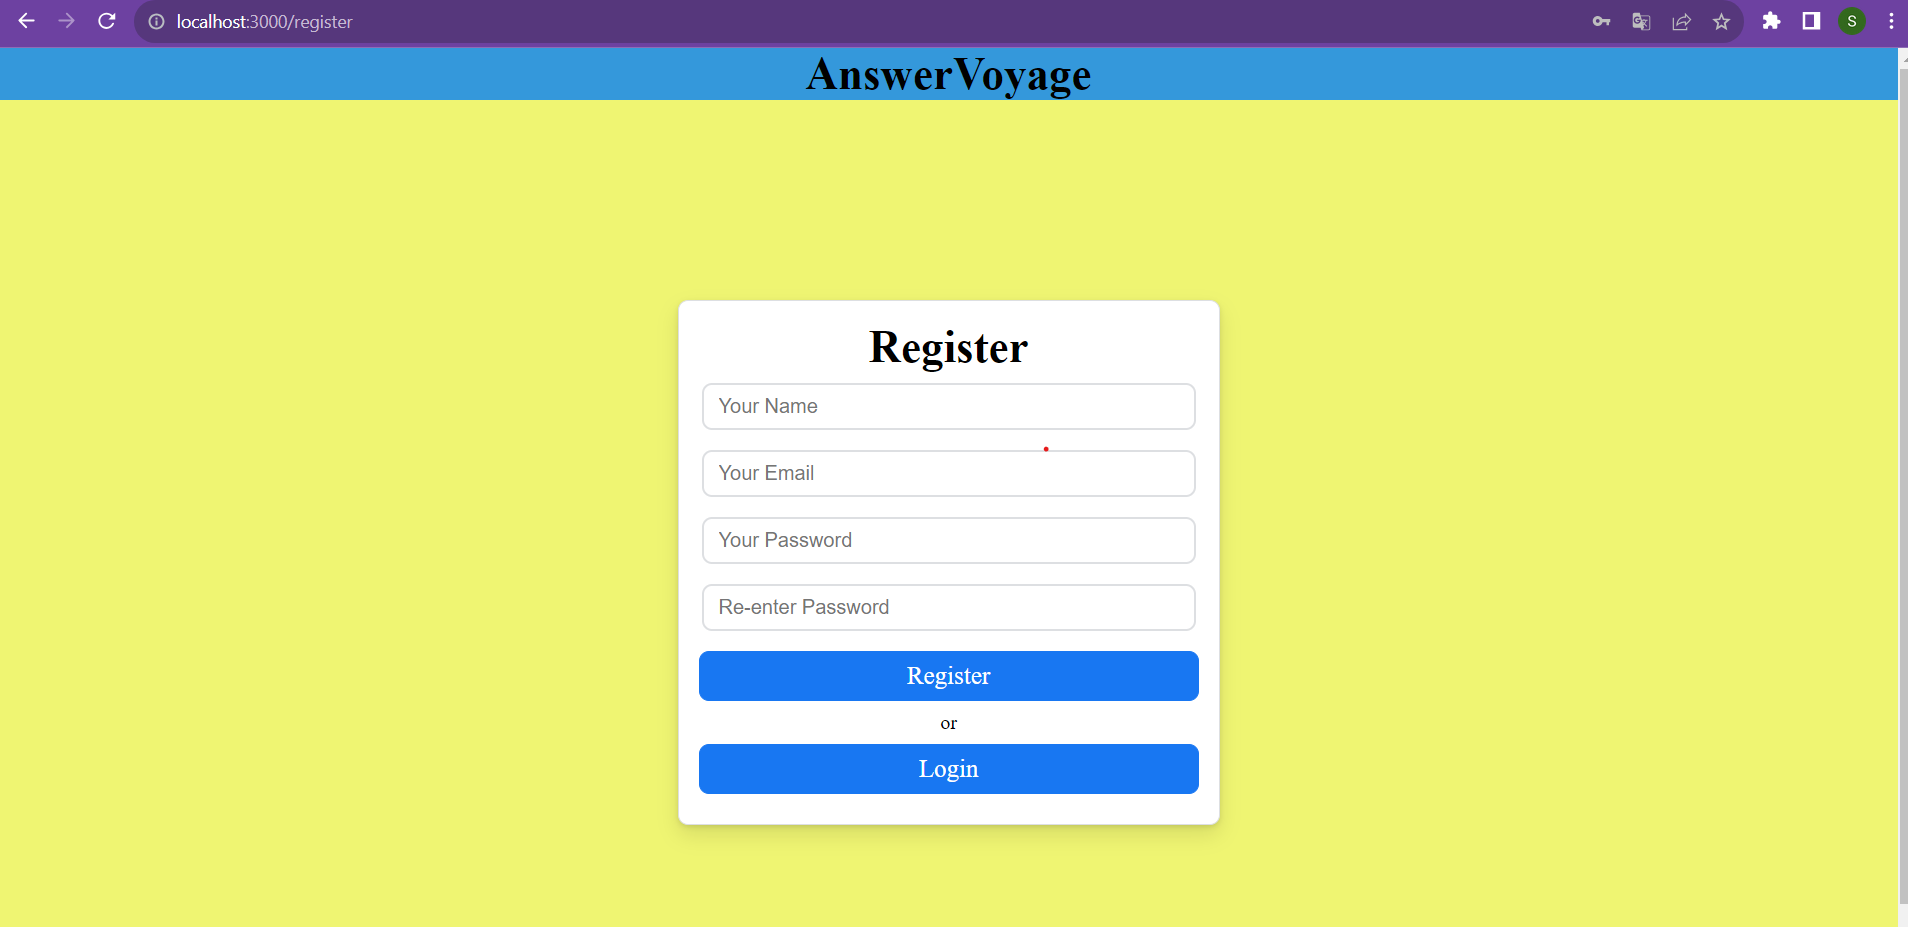 localhost:3000/register
S
AnswerVoyage
Register
Your Name
Your Email
Your Password
Re-enter Password
Register
or
Login